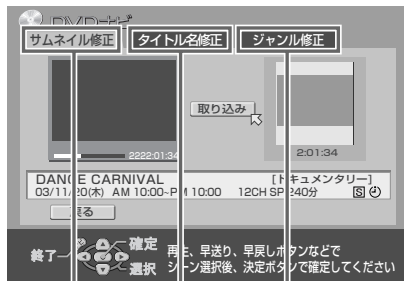 DVDナビ
サムネイル修正 タイトル名修正 ジャンル修正
取り込み
2222:01:34 2:01:34
DANCE CARNIVAL [ドキュメンタリー]
03/11/20(木) AM 10:00~PM 10:00 12CH SP 240分 S
戻る
終了 確定 選択
再生、早送り、早戻しボタンなどで
シーン選択後、決定ボタンで確定してください